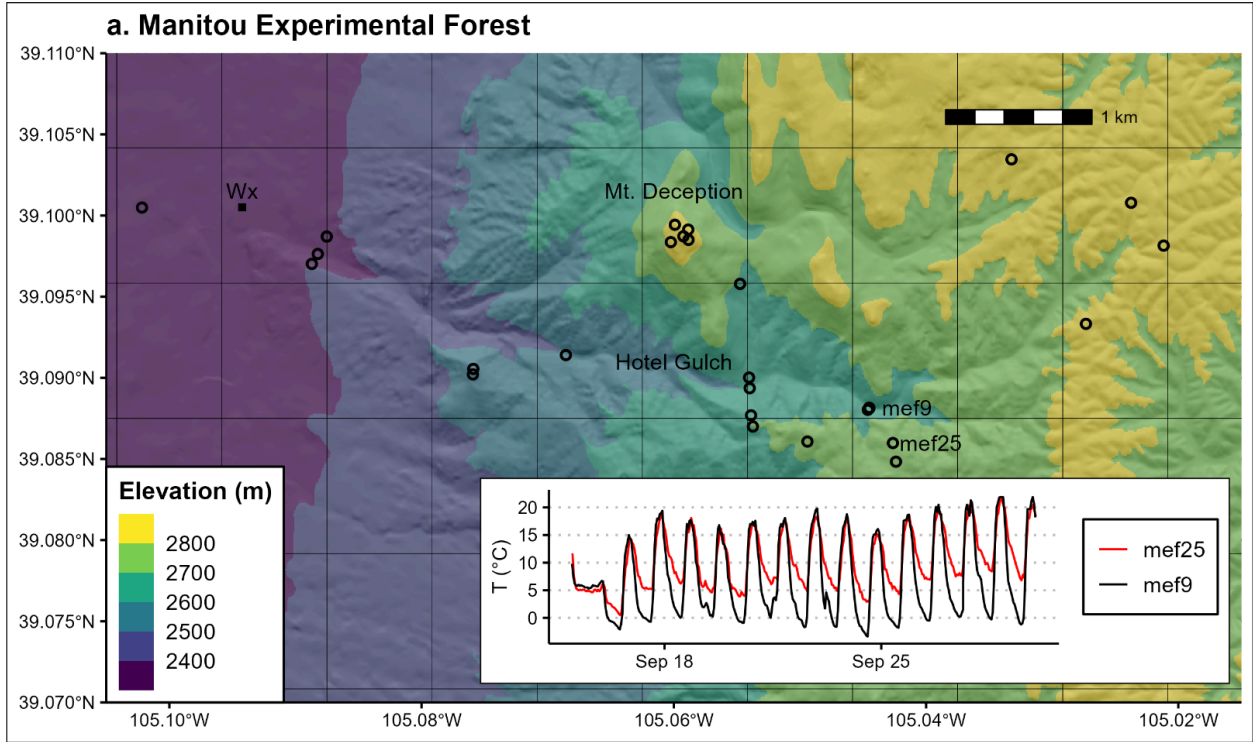 a. Manitou Experimental Forest
39.110°N
39.105°N
1 km
Wx
Mt. Deception
39.100°N
39.095°N
Hotel Gulch
39.090°N
mef9
mef25
39.085°N
Elevation (m)
2800
2700
2600
2500
2400
39.080°N
39.075°N
39.070°N
T (°C)
20
15
10
5
0
Sep 18
Sep 25
mef25
mef9
105.10°W
105.08°W
105.06°W
105.04°W
105.02°W